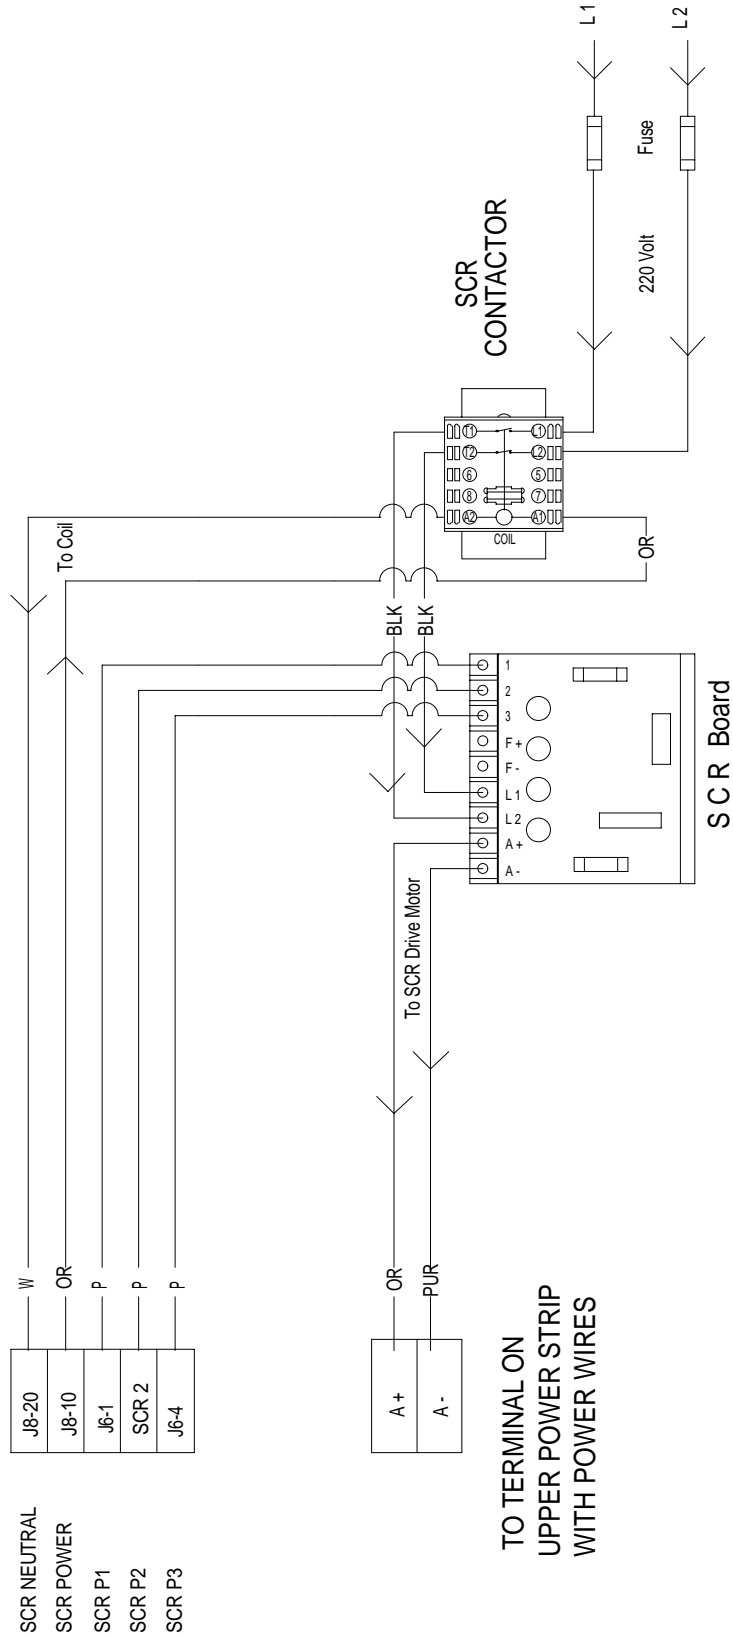 L 1
L 2
Fuse
220 Volt
SCR
CONTACTOR
T1
L1
T2
L2
6
5
8
7
A2
A1
COIL
To Coil
OR
BLK
BLK
1
2
3
F +
F -
L 1
L 2
A +
A -
S C R Board
To SCR Drive Motor
W
OR
P
P
P
OR
PUR
J8-20
J8-10
J6-1
SCR 2
J6-4
A +
A -
TO TERMINAL ON
UPPER POWER STRIP
WITH POWER WIRES
SCR NEUTRAL
SCR POWER
SCR P1
SCR P2
SCR P3